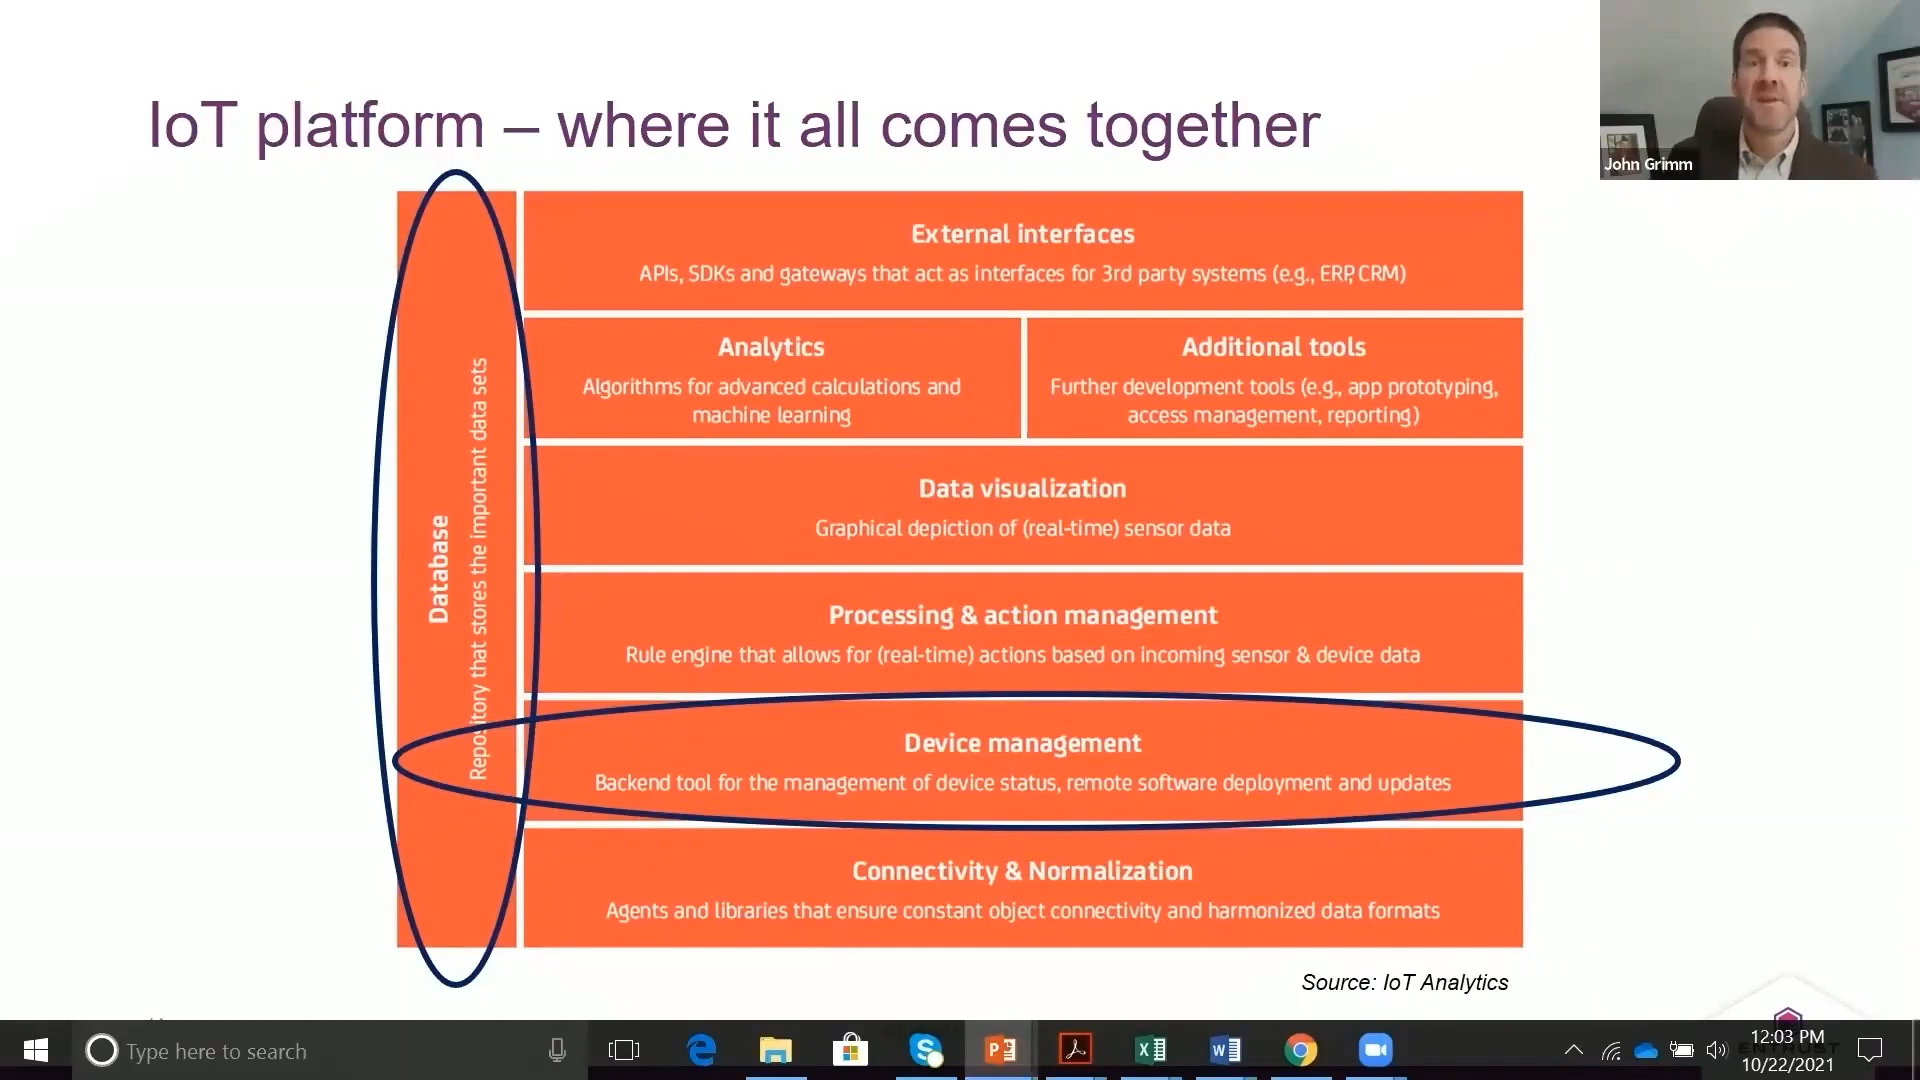 IoT platform – where it all comes together
John Grimm
Database
Repository that stores the important data sets
External interfaces
APIs, SDKs and gateways that act as interfaces for 3rd party systems (e.g., ERP, CRM)
Analytics
Algorithms for advanced calculations and
machine learning
Additional tools
Further development tools (e.g., app prototyping,
access management, reporting)
Data visualization
Graphical depiction of (real-time) sensor data
Processing & action management
Rule engine that allows for (real-time) actions based on incoming sensor & device data
Device management
Backend tool for the management of device status, remote software deployment and updates
Connectivity & Normalization
Agents and libraries that ensure constant object connectivity and harmonized data formats
Source: IoT Analytics
Type here to search
12:03 PM
ENTRUST
10/22/2021